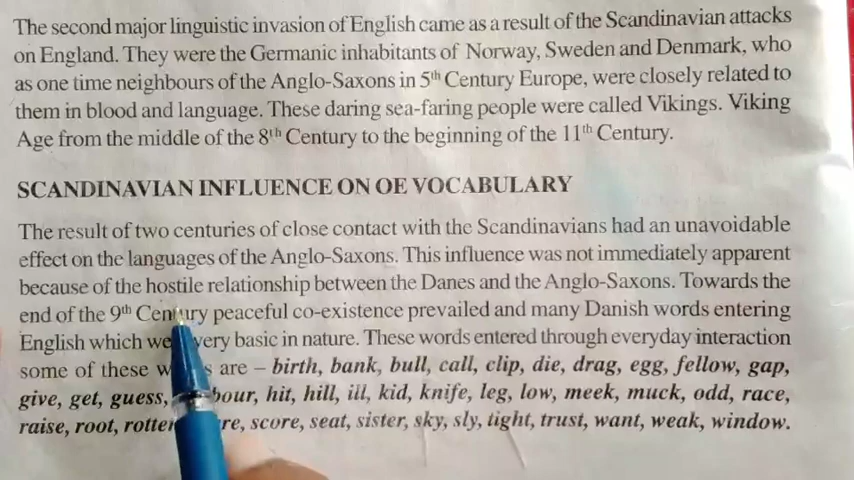 The second major linguistic invasion of English came as a result of the Scandinavian attacks
on England. They were the Germanic inhabitants of Norway, Sweden and Denmark, who
as one time neighbours of the Anglo-Saxons in 5th Century Europe, were closely related to
them in blood and language. These daring sea-faring people were called Vikings. Viking
Age from the middle of the 8th Century to the beginning of the 11th Century.
SCANDINAVIAN INFLUENCE ON OE VOCABULARY
The result of two centuries of close contact with the Scandinavians had an unavoidable
effect on the languages of the Anglo-Saxons. This influence was not immediately apparent
because of the hostile relationship between the Danes and the Anglo-Saxons. Towards the
end of the 9th Century peaceful co-existence prevailed and many Danish words entering
English which we very basic in nature. These words entered through everyday interaction
some of these w s are – birth, bank, bull, call, clip, die, drag, egg, fellow, gap,
give, get, guess, bour, hit, hill, ill, kid, knife, leg, low, meek, muck, odd, race,
raise, root, rotte re, score, seat, sister, sky, sly, tight, trust, want, weak, window.